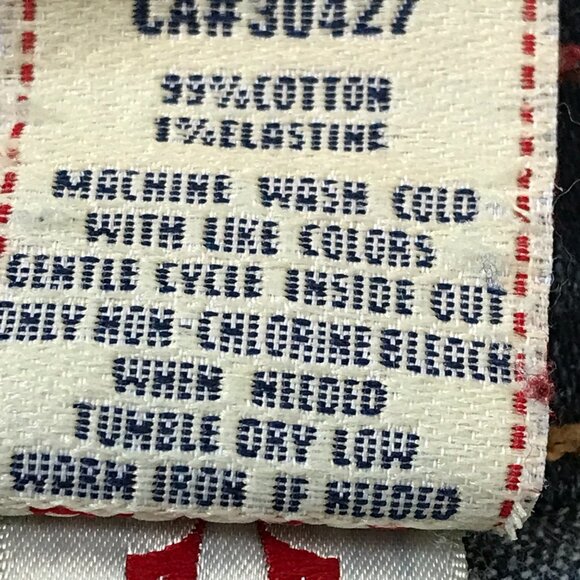 CA#30427
99%COTTON
1%ELASTINE
MACHINE WASH COLD
WITH LIKE COLORS
GENTLE CYCLE INSIDE OUT
ONLY NON-CHLORINE BLEACH
WHEN NEEDED
TUMBLE DRY LOW
WORM IRON IF NEEDED